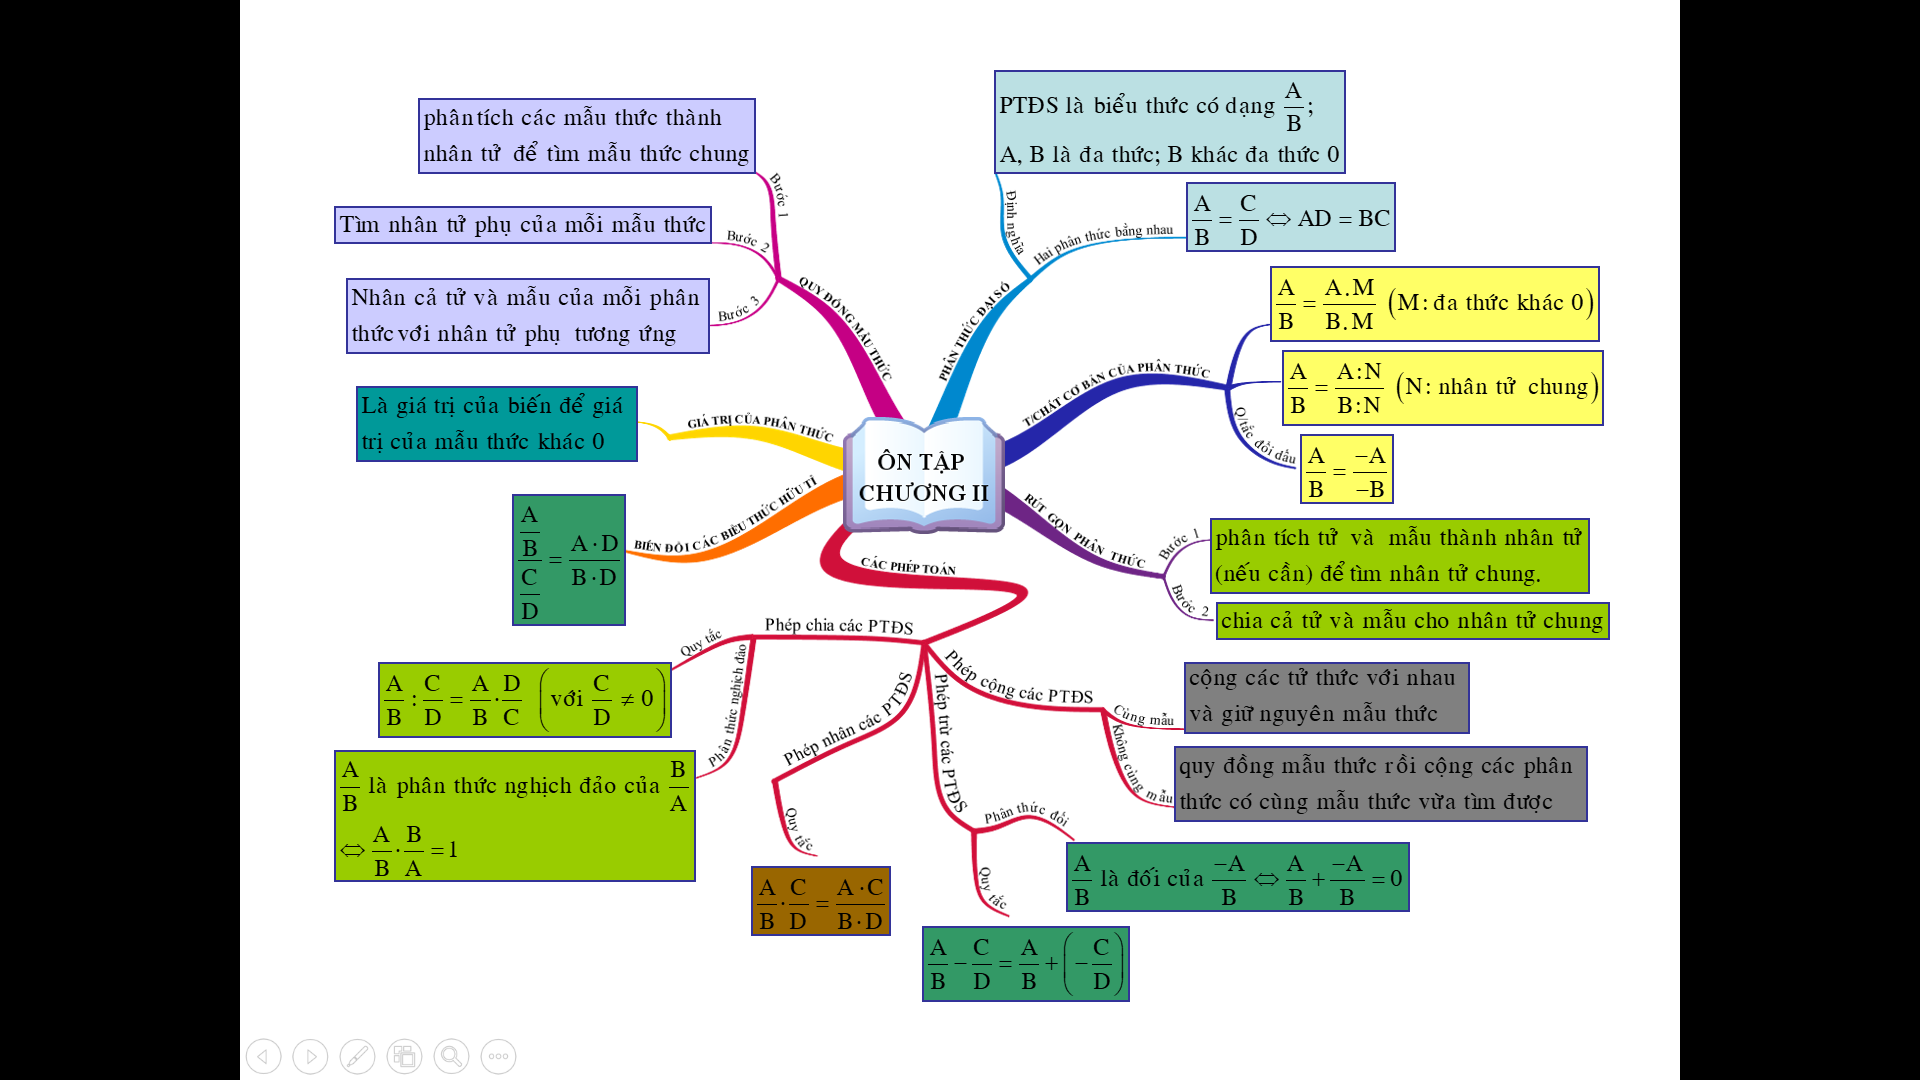 ÔN TẬP
CHƯƠNG II
PHÂN THỨC ĐẠI SỐ
Định nghĩa
PTĐS là biểu thức có dạng A/B;
A, B là đa thức; B khác đa thức 0
Hai phân thức bằng nhau
A/B = C/D ⇔ AD = BC
T/CHẤT CƠ BẢN CỦA PHÂN THỨC
A/B = A.M/B.M (M: đa thức khác 0)
A/B = A:N/B:N (N: nhân tử chung)
Q/tắc đổi dấu
A/B = −A/−B
RÚT GỌN PHÂN THỨC
Bước 1
phân tích tử và mẫu thành nhân tử
(nếu cần) để tìm nhân tử chung.
Bước 2
chia cả tử và mẫu cho nhân tử chung
CÁC PHÉP TOÁN
Phép cộng các PTĐS
Cùng mẫu
cộng các tử thức với nhau
và giữ nguyên mẫu thức
Không cùng mẫu
quy đồng mẫu thức rồi cộng các phân
thức có cùng mẫu thức vừa tìm được
Phép trừ các PTĐS
Phân thức đối
A/B là đối của −A/B ⇔ A/B + −A/B = 0
Quy tắc
A/B − C/D = A/B + (−C/D)
Phép nhân các PTĐS
Quy tắc
A/B · C/D = A·C/B·D
Phép chia các PTĐS
Quy tắc
A/B : C/D = A/B · D/C (với C/D ≠ 0)
Phân thức nghịch đảo
A/B là phân thức nghịch đảo của B/A
⇔ A/B · B/A = 1
BIẾN ĐỔI CÁC BIỂU THỨC HỮU TỈ
A/B / C/D = A·D/B·D
GIÁ TRỊ CỦA PHÂN THỨC
Là giá trị của biến để giá
trị của mẫu thức khác 0
QUY ĐỒNG MẪU THỨC
Bước 1
phân tích các mẫu thức thành
nhân tử để tìm mẫu thức chung
Bước 2
Tìm nhân tử phụ của mỗi mẫu thức
Bước 3
Nhân cả tử và mẫu của mỗi phân
thức với nhân tử phụ tương ứng